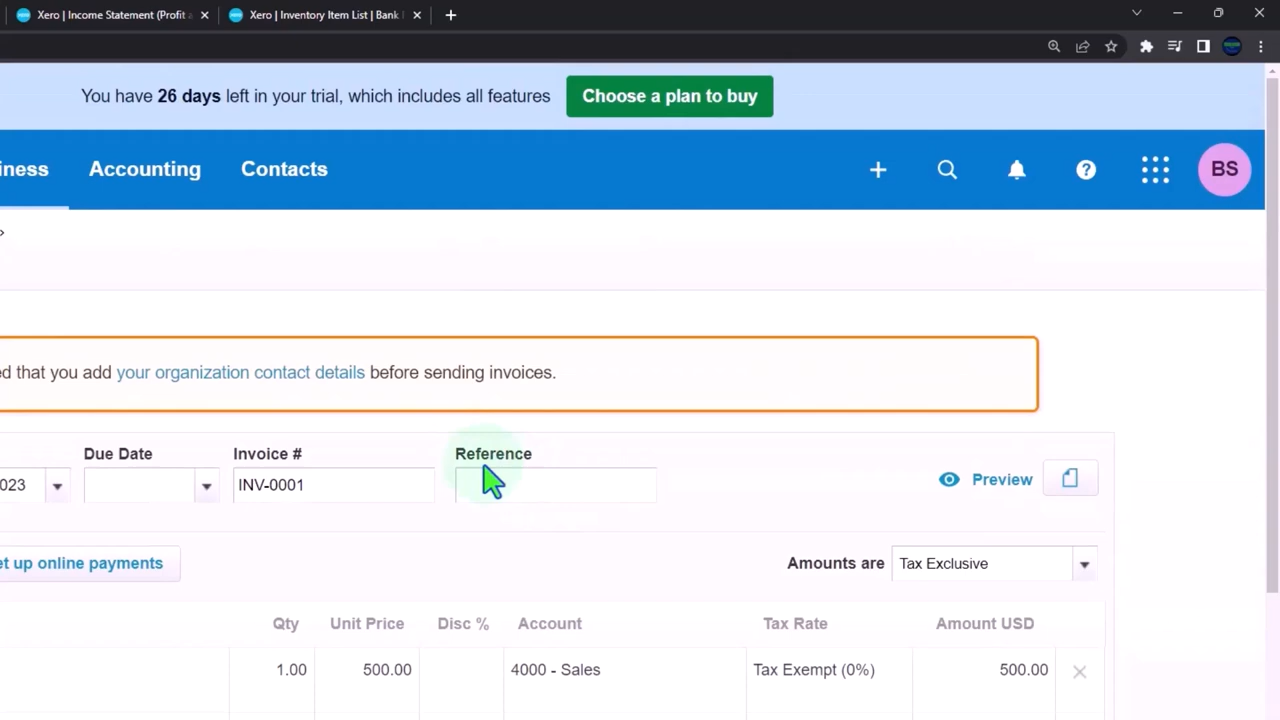 Xero | Income Statement (Profit a
Xero | Inventory Item List | Bank
You have 26 days left in your trial, which includes all features
Choose a plan to buy
iness
Accounting
Contacts
BS
ed that you add your organization contact details before sending invoices.
Due Date
Invoice #
Reference
023
INV-0001
Preview
et up online payments
Amounts are
Tax Exclusive
Qty
Unit Price
Disc %
Account
Tax Rate
Amount USD
1.00
500.00
4000 - Sales
Tax Exempt (0%)
500.00